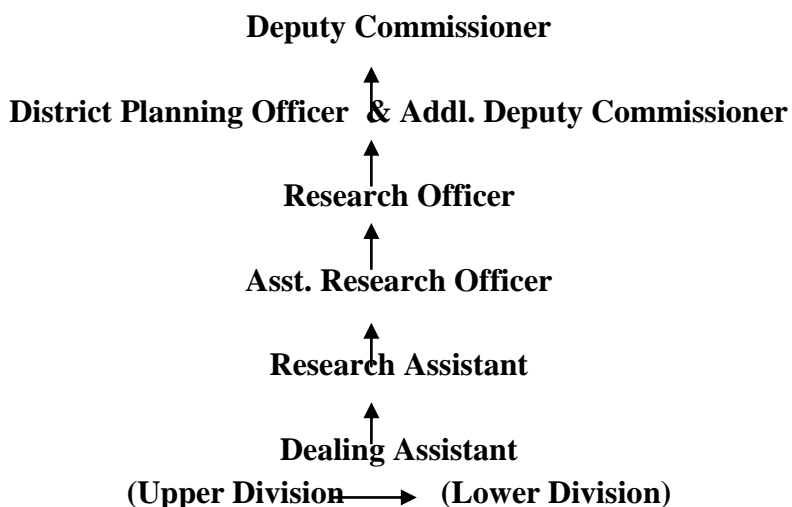 Deputy Commissioner
District Planning Officer & Addl. Deputy Commissioner
Research Officer
Asst. Research Officer
Research Assistant
Dealing Assistant
(Upper Division (Lower Division)